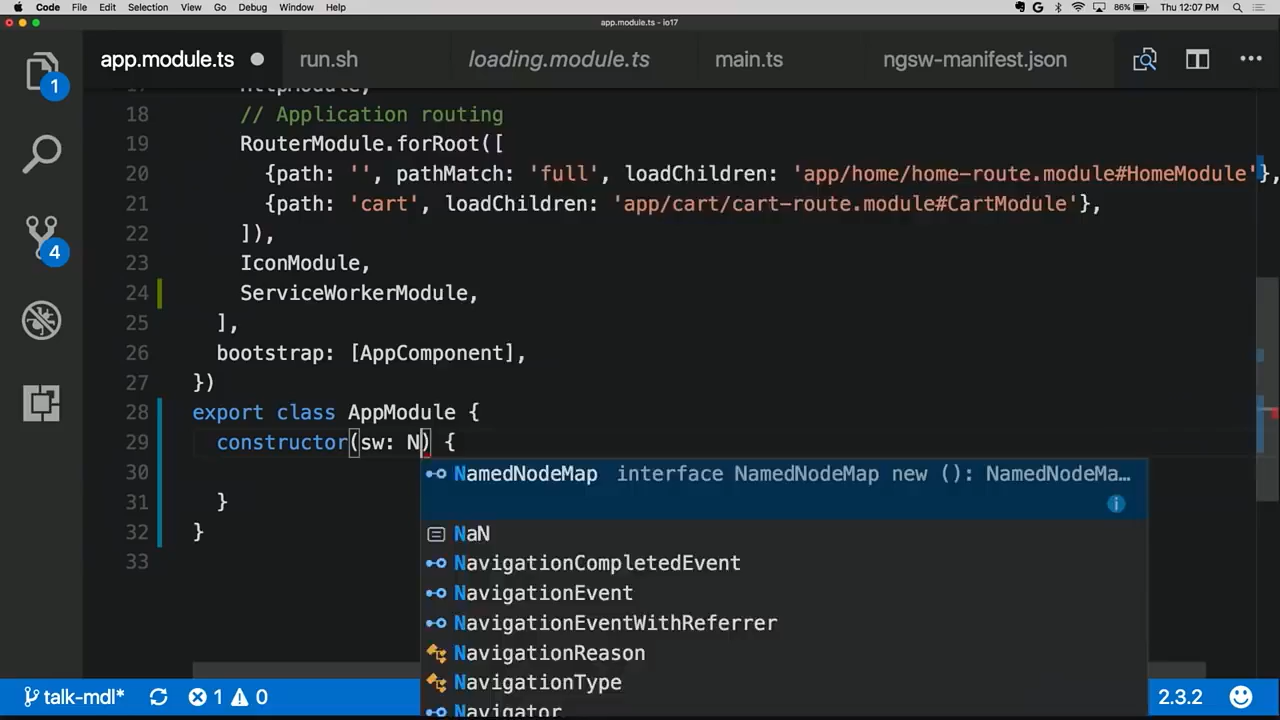 Code File Edit Selection View Go Debug Window Help 86% Thu 12:07 PM
app.module.ts - io17
app.module.ts run.sh loading.module.ts main.ts ngsw-manifest.json
1
4
17 HttpModule,
18 // Application routing
19 RouterModule.forRoot([
20 {path: '', pathMatch: 'full', loadChildren: 'app/home/home-route.module#HomeModule'},
21 {path: 'cart', loadChildren: 'app/cart/cart-route.module#CartModule'},
22 ]),
23 IconModule,
24 ServiceWorkerModule,
25 ],
26 bootstrap: [AppComponent],
27 })
28 export class AppModule {
29 constructor(sw: N) {
30
31 }
32 }
33
NamedNodeMap interface NamedNodeMap new (): NamedNodeMa…
NaN
NavigationCompletedEvent
NavigationEvent
NavigationEventWithReferrer
NavigationReason
NavigationType
Navigator
talk-mdl* 1 0 2.3.2